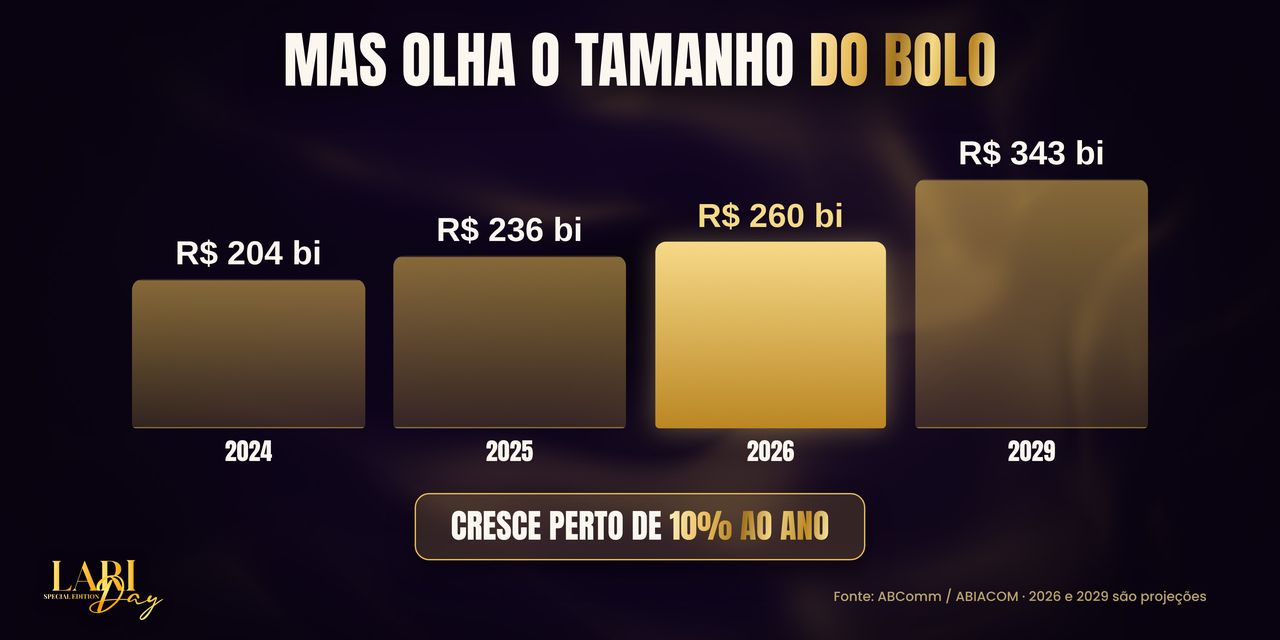 MAS OLHA O TAMANHO DO BOLO
R$ 204 bi
R$ 236 bi
R$ 260 bi
R$ 343 bi
2024
2025
2026
2029
CRESCE PERTO DE 10% AO ANO
LABI
SPECIAL EDITION
Day
Fonte: ABComm / ABIACOM · 2026 e 2029 são projeções